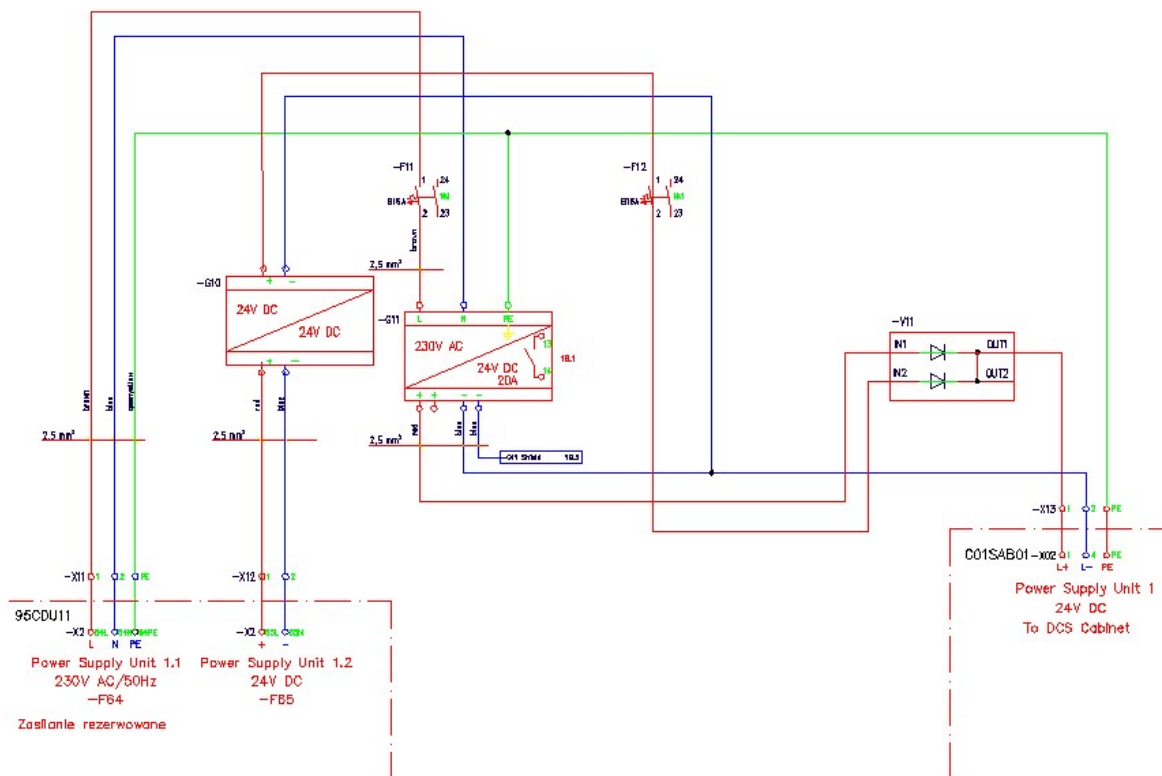 -F11
1
24
B16A
2
23
-F12
1
24
B16A
2
23
brown
2,5 mm²
-G10
+ -
24V DC
24V DC
+ -
-G11
L N PE
230V AC
24V DC
20A
13
14
18.1
+ + - -
-V11
IN1
OUT1
IN2
OUT2
brown
blue
2.5 mm²
red
blue
2.5 mm²
red
blue
blue
2,5 mm²
Shield
-X13 1 2 PE
C01SAB01 -X02 1 4 PE
L+ L- PE
Power Supply Unit 1
24V DC
To DCS Cabinet
-X11 1 2 PE
-X12 1 2
95CDU11
-X2
L N PE
-X2
+ -
Power Supply Unit 1.1
230V AC/50Hz
-F64
Power Supply Unit 1.2
24V DC
-F65
Zasilanie rezerwowane